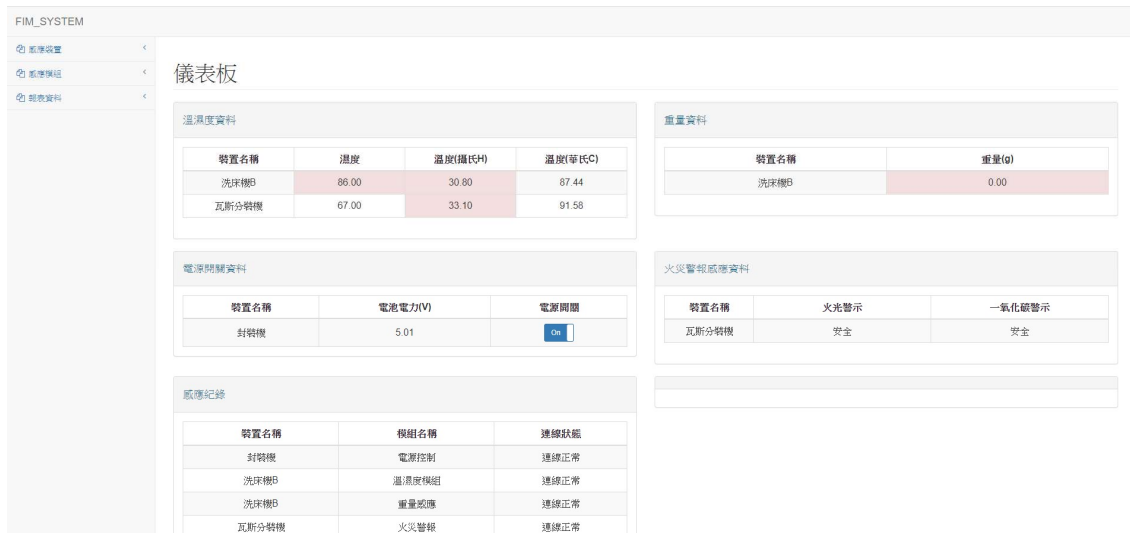 FIM_SYSTEM
感應裝置
感應模組
報表資料
儀表板
溫濕度資料
裝置名稱 濕度 溫度(攝氏H) 溫度(華氏C)
洗床機B 86.00 30.80 87.44
瓦斯分裝機 67.00 33.10 91.58
重量資料
裝置名稱 重量(g)
洗床機B 0.00
電源開關資料
裝置名稱 電池電力(V) 電源開關
封裝機 5.01 On
火災警報感應資料
裝置名稱 火光警示 一氧化碳警示
瓦斯分裝機 安全 安全
感應紀錄
裝置名稱 模組名稱 連線狀態
封裝機 電源控制 連線正常
洗床機B 溫濕度模組 連線正常
洗床機B 重量感應 連線正常
瓦斯分裝機 火災警報 連線正常